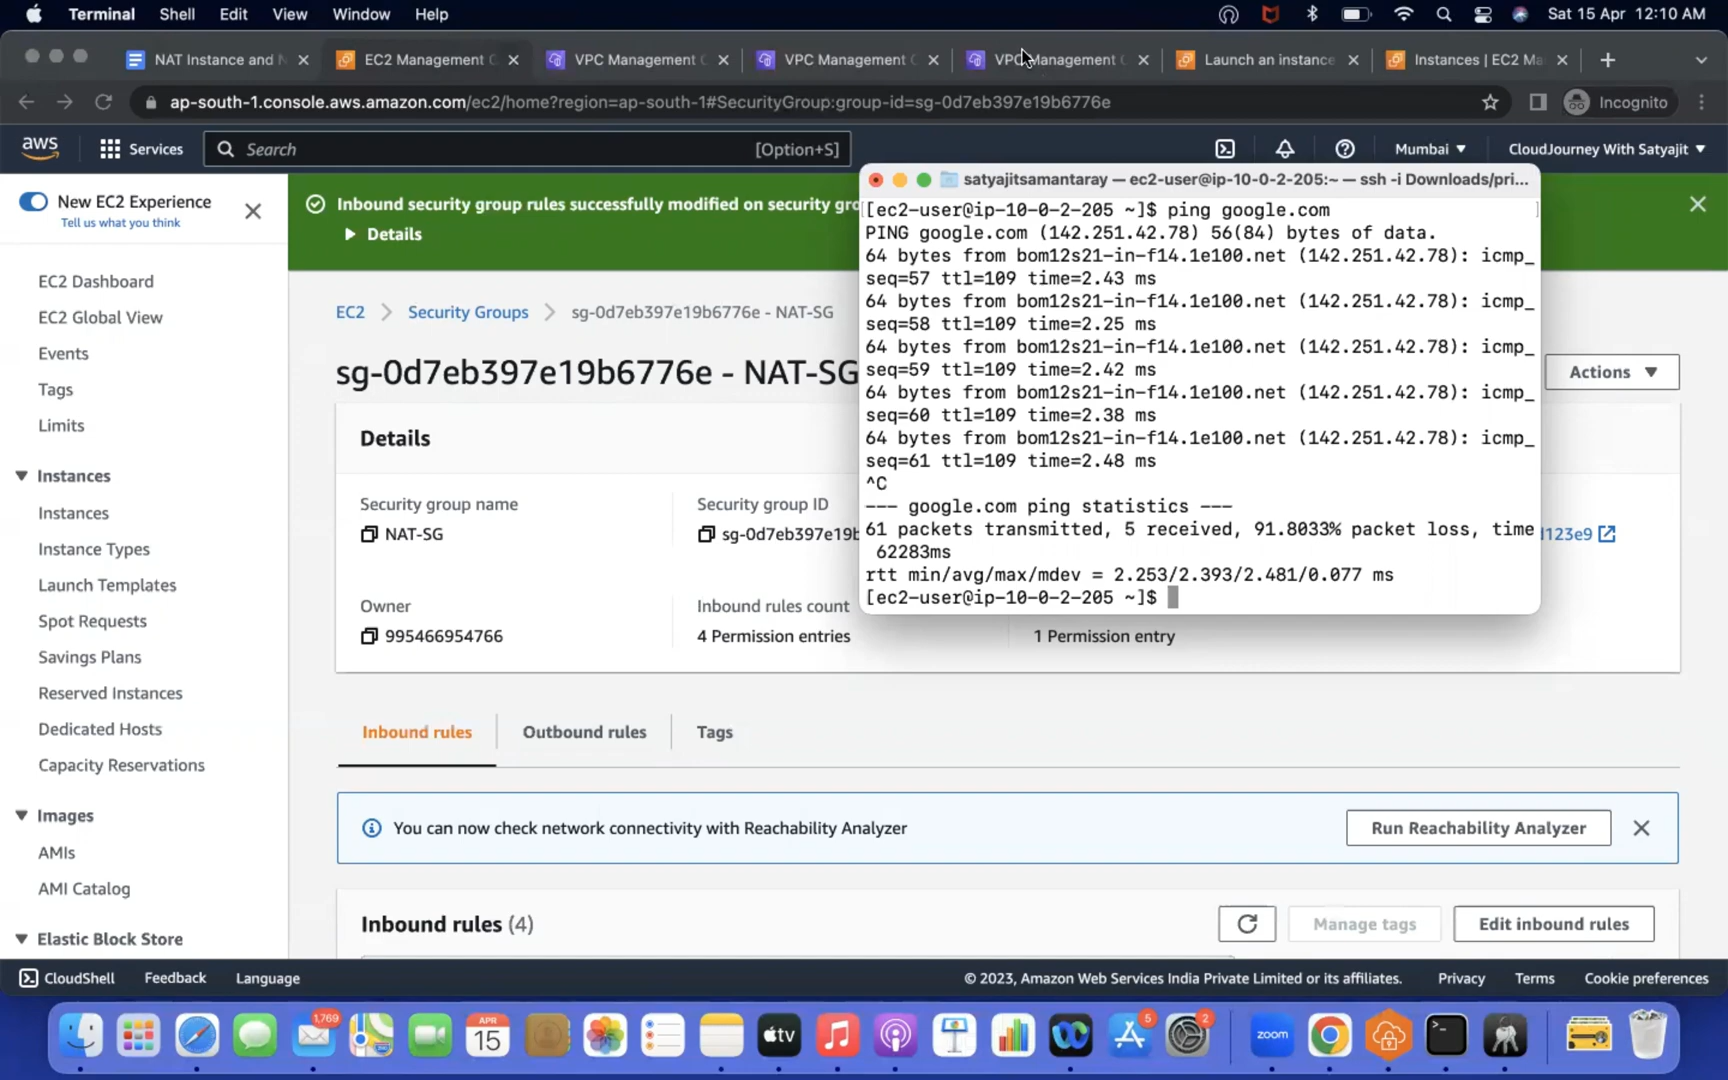 Terminal Shell Edit View Window Help Sat 15 Apr 12:10 AM
NAT Instance and N EC2 Management C VPC Management C VPC Management C VPC Management C Launch an instance Instances | EC2 Ma
ap-south-1.console.aws.amazon.com/ec2/home?region=ap-south-1#SecurityGroup:group-id=sg-0d7eb397e19b6776e Incognito
aws Services Search [Option+S] Mumbai CloudJourney With Satyajit
New EC2 Experience
Tell us what you think
EC2 Dashboard
EC2 Global View
Events
Tags
Limits
Instances
Instances
Instance Types
Launch Templates
Spot Requests
Savings Plans
Reserved Instances
Dedicated Hosts
Capacity Reservations
Images
AMIs
AMI Catalog
Elastic Block Store
Inbound security group rules successfully modified on security gro
Details
EC2 Security Groups sg-0d7eb397e19b6776e - NAT-SG
sg-0d7eb397e19b6776e - NAT-SG
Actions
Details
Security group name
NAT-SG
Security group ID
sg-0d7eb397e19b
d123e9
Owner
995466954766
Inbound rules count
4 Permission entries
1 Permission entry
satyajitsamantaray — ec2-user@ip-10-0-2-205:~ — ssh -i Downloads/pri...
[ec2-user@ip-10-0-2-205 ~]$ ping google.com
PING google.com (142.251.42.78) 56(84) bytes of data.
64 bytes from bom12s21-in-f14.1e100.net (142.251.42.78): icmp_
seq=57 ttl=109 time=2.43 ms
64 bytes from bom12s21-in-f14.1e100.net (142.251.42.78): icmp_
seq=58 ttl=109 time=2.25 ms
64 bytes from bom12s21-in-f14.1e100.net (142.251.42.78): icmp_
seq=59 ttl=109 time=2.42 ms
64 bytes from bom12s21-in-f14.1e100.net (142.251.42.78): icmp_
seq=60 ttl=109 time=2.38 ms
64 bytes from bom12s21-in-f14.1e100.net (142.251.42.78): icmp_
seq=61 ttl=109 time=2.48 ms
^C
--- google.com ping statistics ---
61 packets transmitted, 5 received, 91.8033% packet loss, time
62283ms
rtt min/avg/max/mdev = 2.253/2.393/2.481/0.077 ms
[ec2-user@ip-10-0-2-205 ~]$
Inbound rules Outbound rules Tags
You can now check network connectivity with Reachability Analyzer Run Reachability Analyzer
Inbound rules (4) Manage tags Edit inbound rules
CloudShell Feedback Language © 2023, Amazon Web Services India Private Limited or its affiliates. Privacy Terms Cookie preferences
1,769 APR 15 tv 5 2 zoom